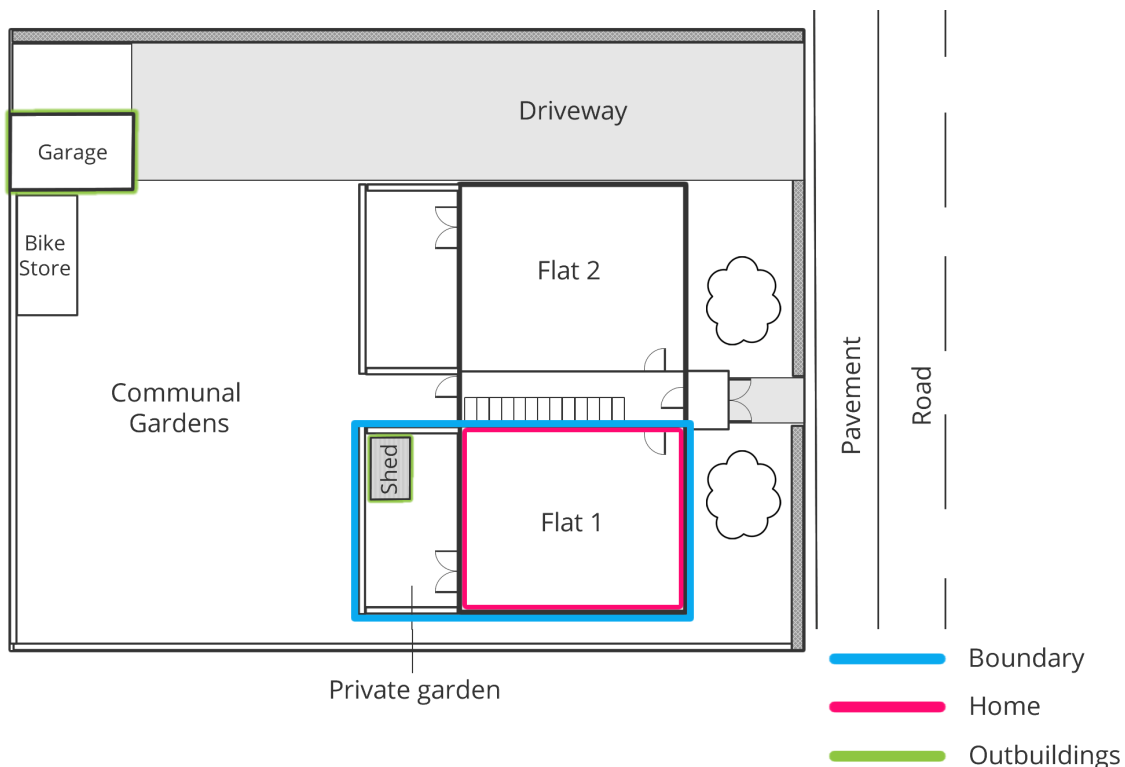 Driveway
Garage
Bike
Store
Flat 2
Communal
Gardens
Pavement
Road
Shed
Flat 1
Private garden
Boundary
Home
Outbuildings